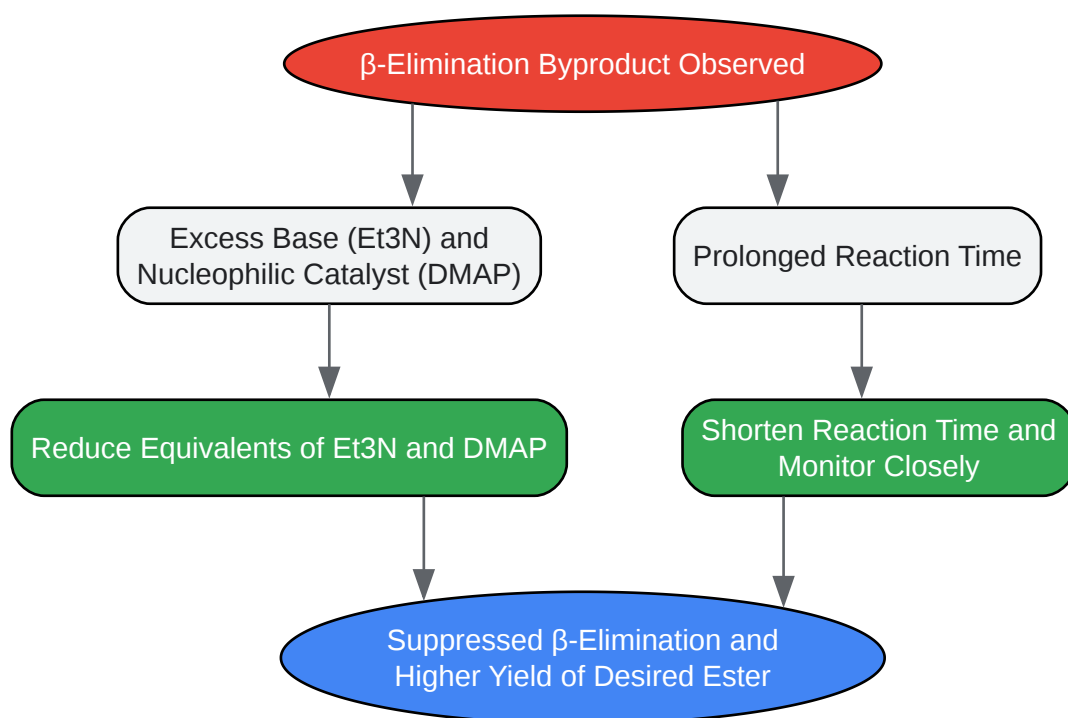 β-Elimination Byproduct Observed
Excess Base (Et3N) and
Nucleophilic Catalyst (DMAP)
Prolonged Reaction Time
Reduce Equivalents of Et3N and DMAP
Shorten Reaction Time and
Monitor Closely
Suppressed β-Elimination and
Higher Yield of Desired Ester